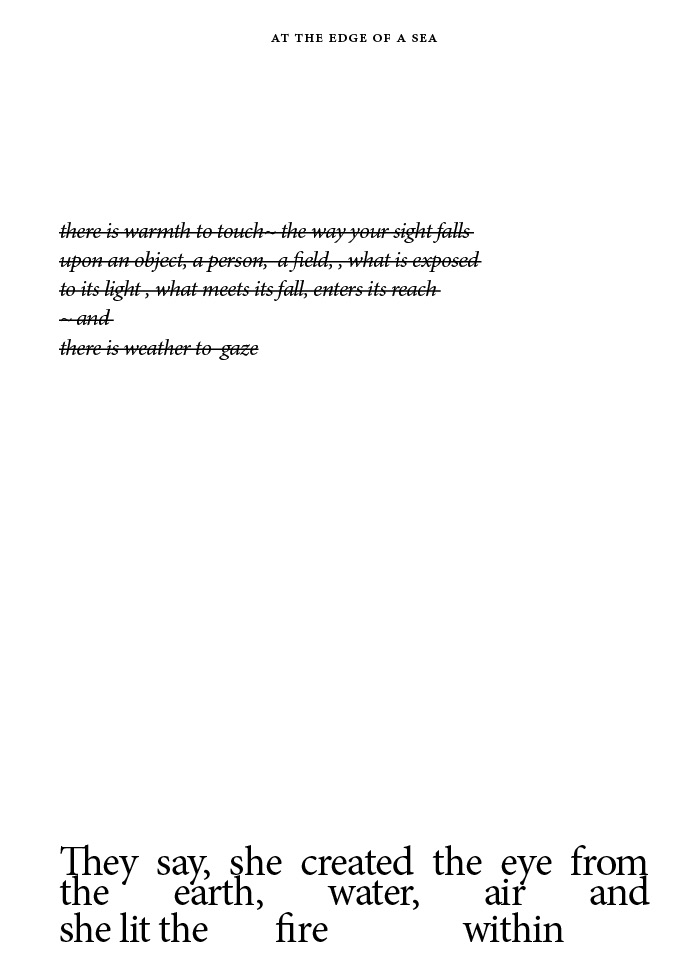 AT THE EDGE OF A SEA
there is warmth to touch~ the way your sight falls
upon an object, a person,  a field, , what is exposed
to its light , what meets its fall, enters its reach
~ and
there is weather to  gaze
They say, she created the eye from
the earth, water, air and
she lit the fire within